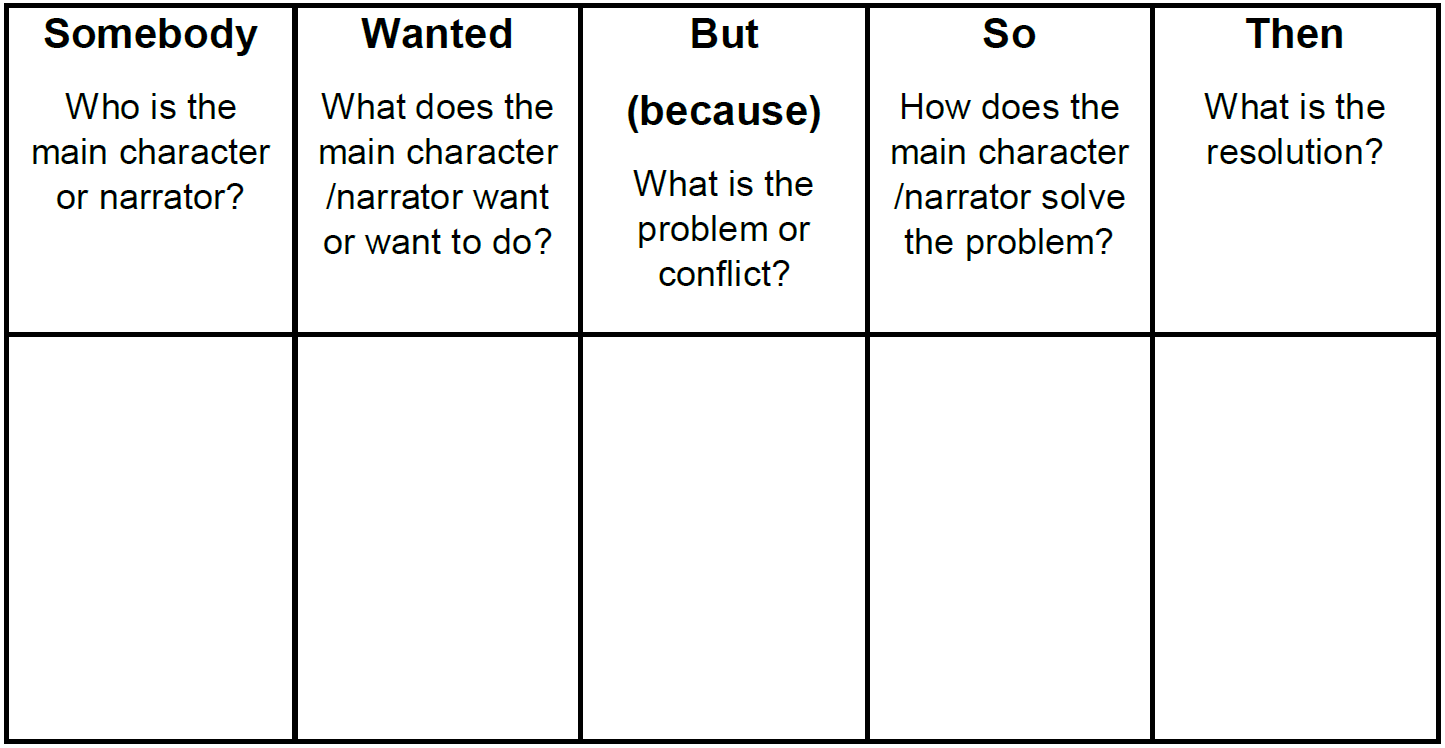 Somebody
Who is the
main character
or narrator?
Wanted
What does the
main character
/narrator want
or want to do?
But
(because)
What is the
problem or
conflict?
So
How does the
main character
/narrator solve
the problem?
Then
What is the
resolution?